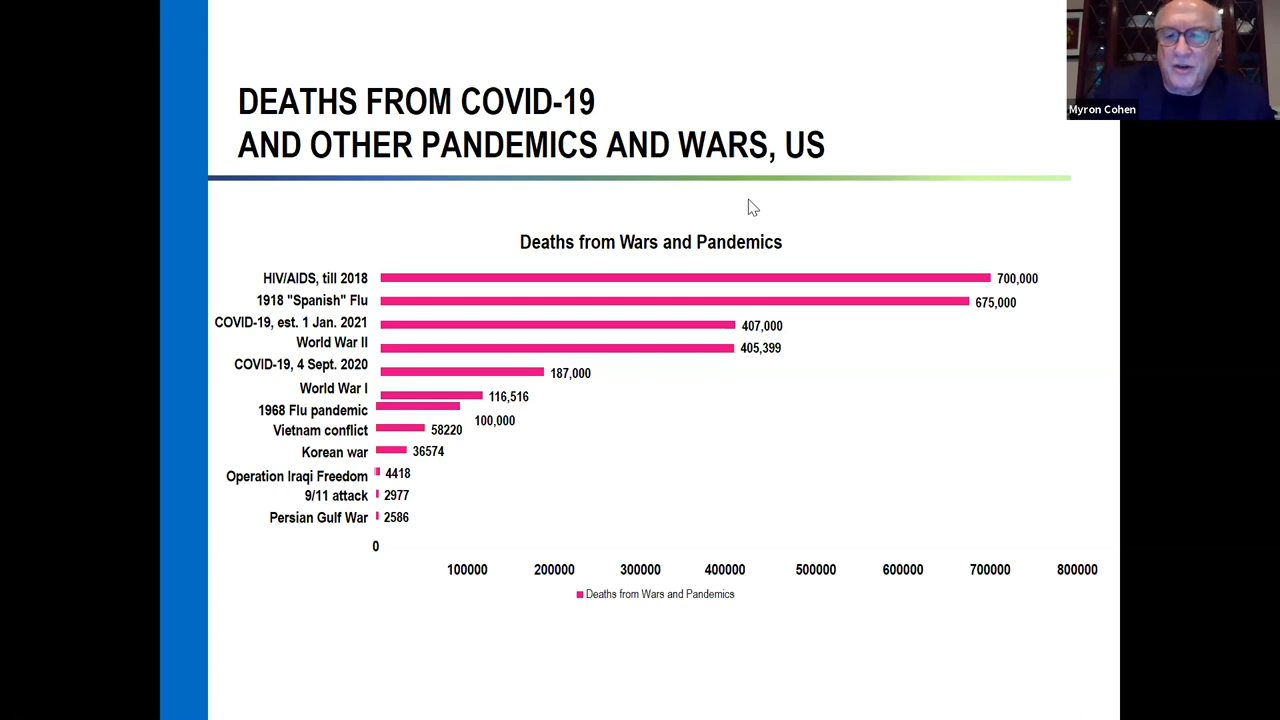 Myron Cohen
DEATHS FROM COVID-19
AND OTHER PANDEMICS AND WARS, US
Deaths from Wars and Pandemics
HIV/AIDS, till 2018 700,000
1918 "Spanish" Flu 675,000
COVID-19, est. 1 Jan. 2021 407,000
World War II 405,399
COVID-19, 4 Sept. 2020 187,000
World War I 116,516
1968 Flu pandemic 100,000
Vietnam conflict 58220
Korean war 36574
Operation Iraqi Freedom 4418
9/11 attack 2977
Persian Gulf War 2586
0
100000 200000 300000 400000 500000 600000 700000 800000
Deaths from Wars and Pandemics